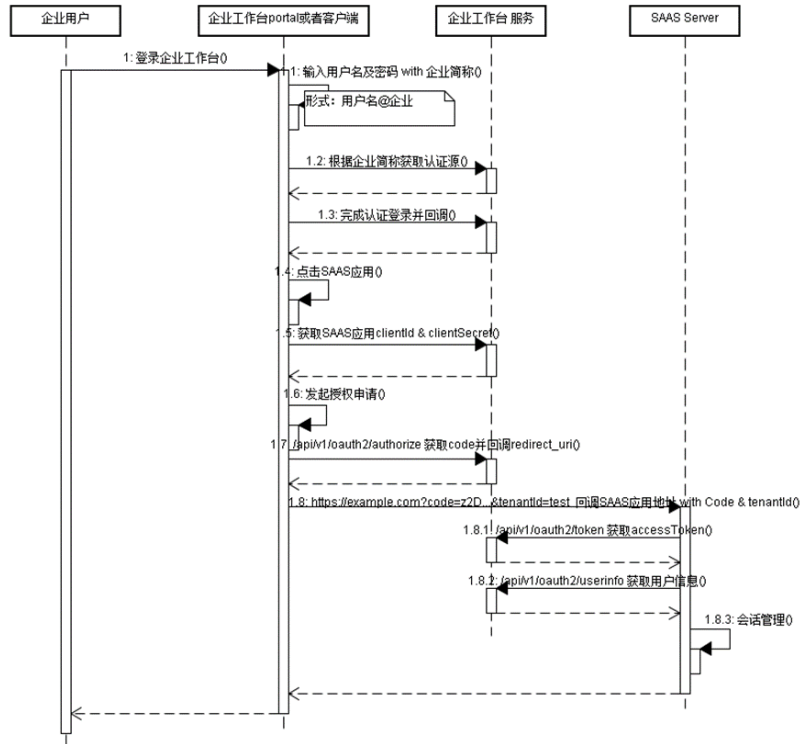 企业用户
企业工作台portal或者客户端
企业工作台 服务
SAAS Server
1: 登录企业工作台()
1.1: 输入用户名及密码 with 企业简称()
形式：用户名@企业
1.2: 根据企业简称获取认证源()
1.3: 完成认证登录并回调()
1.4: 点击SAAS应用()
1.5: 获取SAAS应用clientId & clientSecret()
1.6: 发起授权申请()
1.7: /api/v1/oauth2/authorize 获取code并回调redirect_uri()
1.8: https://example.com?code=z2D...&tenantId=test 回调SAAS应用地址 with Code & tenantId()
1.8.1: /api/v1/oauth2/token 获取accessToken()
1.8.2: /api/v1/oauth2/userinfo 获取用户信息()
1.8.3: 会话管理()